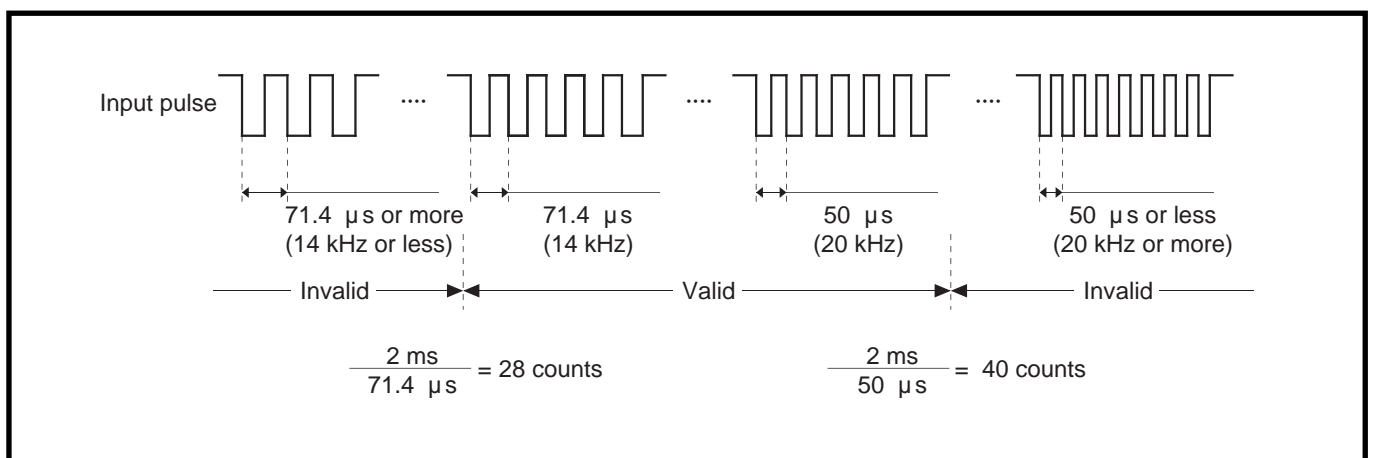 Input pulse
.... .... ....
71.4 µs or more 71.4 µs 50 µs 50 µs or less
(14 kHz or less) (14 kHz) (20 kHz) (20 kHz or more)
Invalid Valid Invalid
2 ms 2 ms
= 28 counts = 40 counts
71.4 µs 50 µs